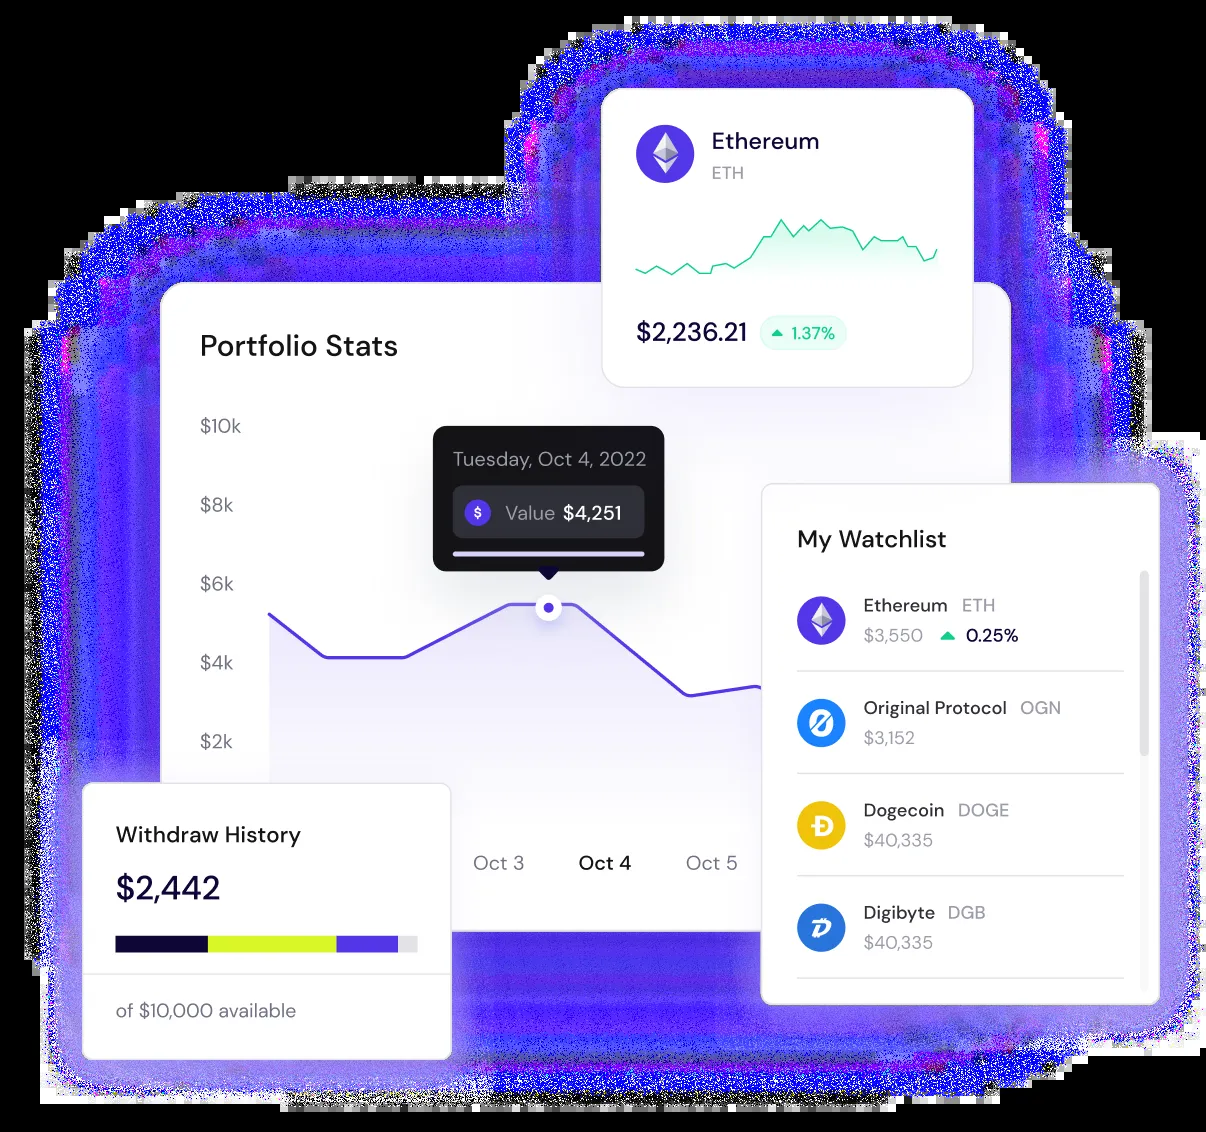 Ethereum
ETH
$2,236.21 1.37%
Portfolio Stats
$10k
$8k
$6k
$4k
$2k
Tuesday, Oct 4, 2022
$ Value $4,251
Oct 3 Oct 4 Oct 5
My Watchlist
Ethereum ETH
$3,550 0.25%
Original Protocol OGN
$3,152
Dogecoin DOGE
$40,335
Digibyte DGB
$40,335
Withdraw History
$2,442
of $10,000 available